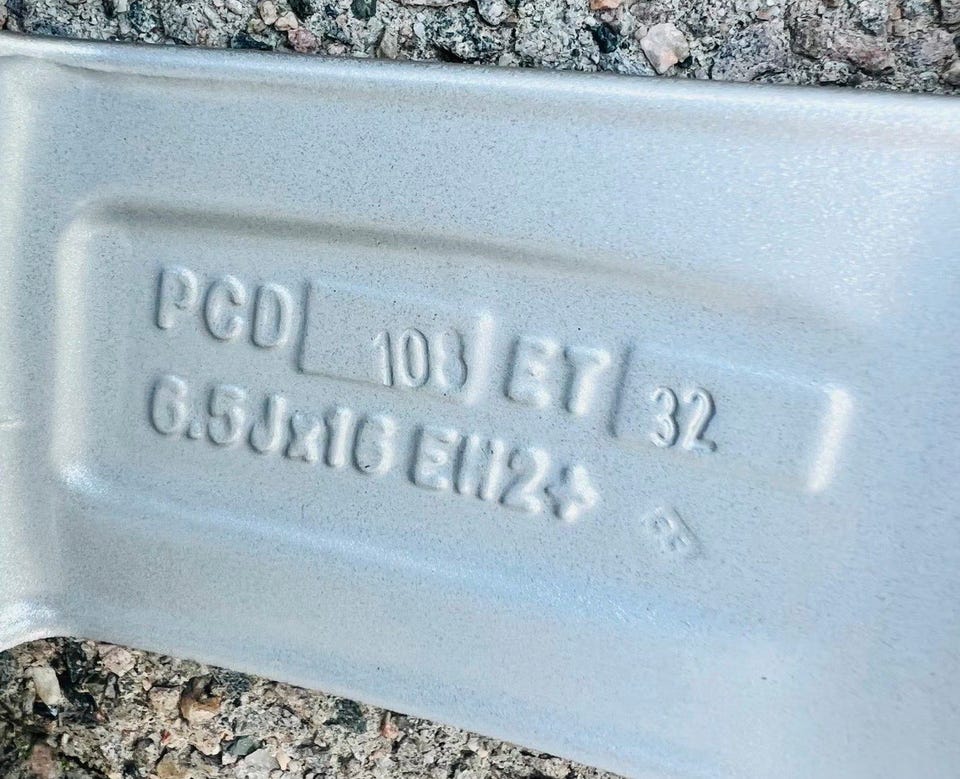 PCD 108 ET 32
6.5Jx16 EH2+